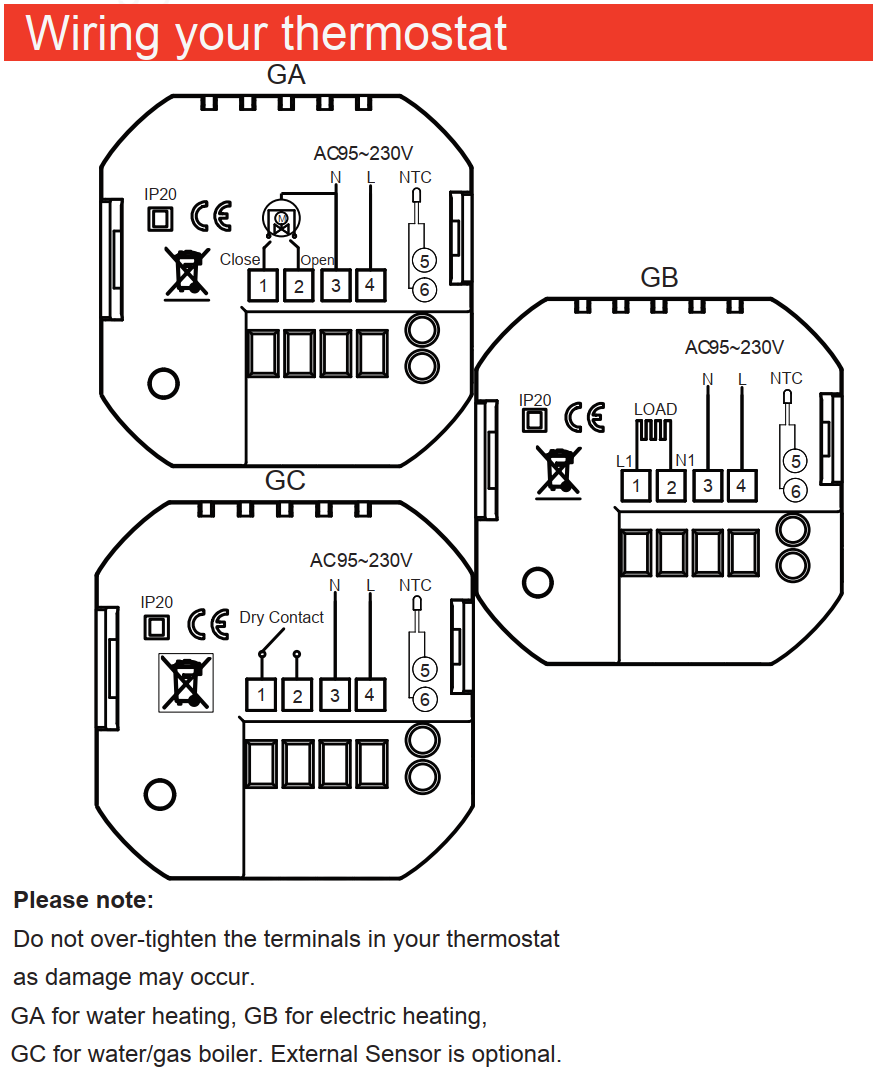 Wiring your thermostat
GA
AC95~230V
N L NTC
IP20
CE
M
Close Open 5
1 2 3 4 6
GB
AC95~230V
N L NTC
IP20 LOAD
CE
L1 N1 5
1 2 3 4 6
GC
AC95~230V
N L NTC
IP20
CE Dry Contact
5
1 2 3 4 6
Please note:
Do not over-tighten the terminals in your thermostat
as damage may occur.
GA for water heating, GB for electric heating,
GC for water/gas boiler. External Sensor is optional.